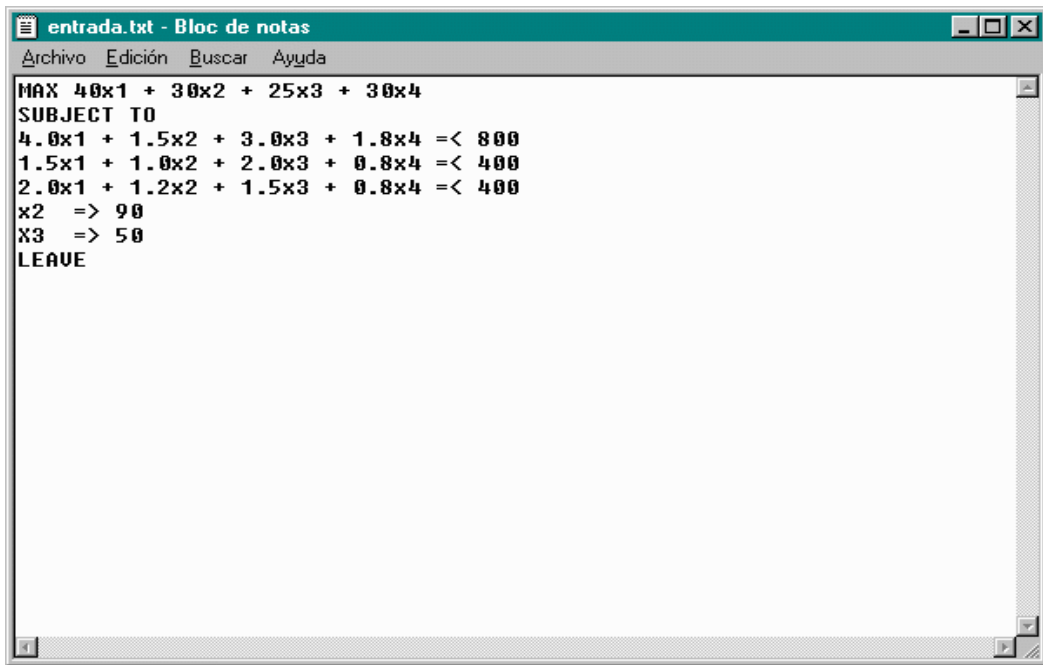 entrada.txt - Bloc de notas
Archivo Edición Buscar Ayuda
MAX 40x1 + 30x2 + 25x3 + 30x4
SUBJECT TO
4.0x1 + 1.5x2 + 3.0x3 + 1.8x4 =< 800
1.5x1 + 1.0x2 + 2.0x3 + 0.8x4 =< 400
2.0x1 + 1.2x2 + 1.5x3 + 0.8x4 =< 400
x2 => 90
X3 => 50
LEAVE